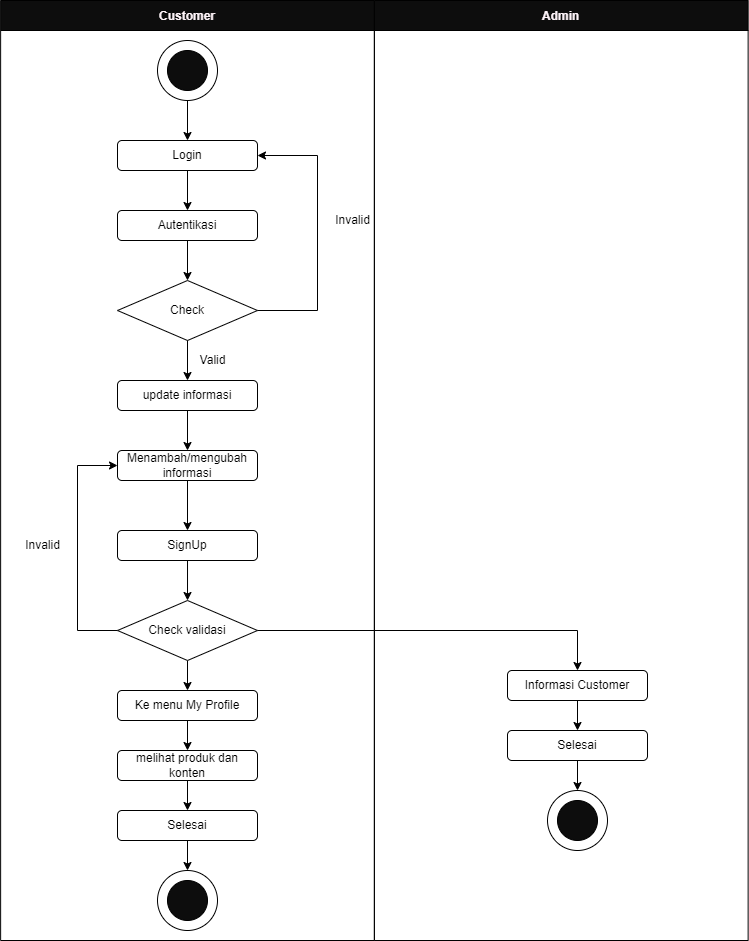 Customer
Admin
Login
Invalid
Autentikasi
Check
Valid
update informasi
Menambah/mengubah
informasi
Invalid
SignUp
Check validasi
Informasi Customer
Ke menu My Profile
Selesai
melihat produk dan
konten
Selesai